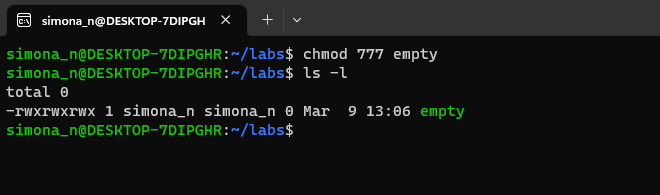 simona_n@DESKTOP-7DIPGH
simona_n@DESKTOP-7DIPGHR:~/labs$ chmod 777 empty
simona_n@DESKTOP-7DIPGHR:~/labs$ ls -l
total 0
-rwxrwxrwx 1 simona_n simona_n 0 Mar  9 13:06 empty
simona_n@DESKTOP-7DIPGHR:~/labs$